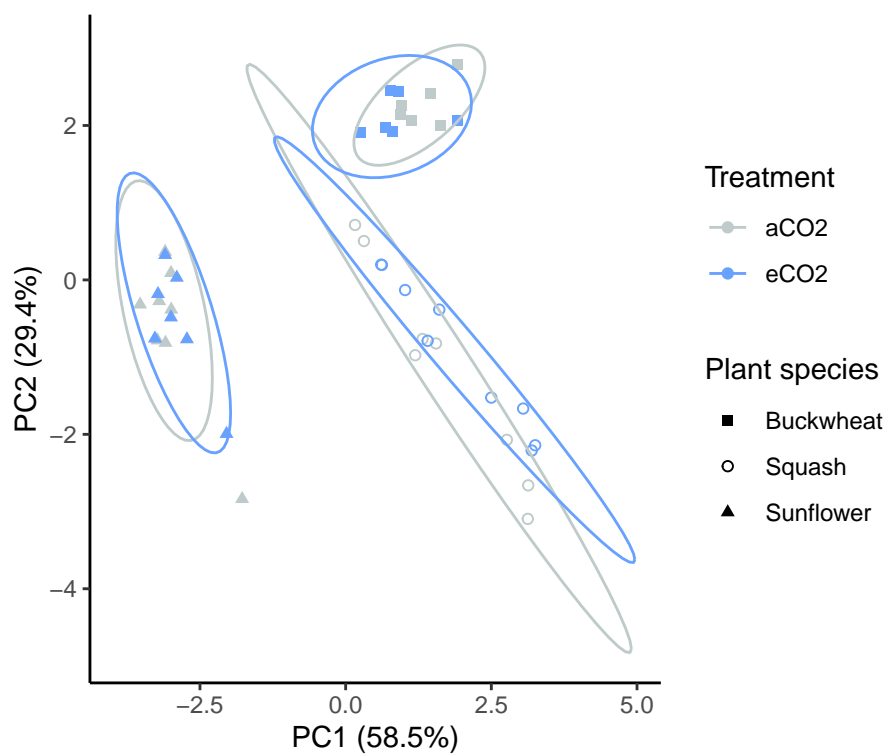 2
0
−2
−4
PC2 (29.4%)
−2.5
0.0
2.5
5.0
PC1 (58.5%)
Treatment
aCO2
eCO2
Plant species
Buckwheat
Squash
Sunflower